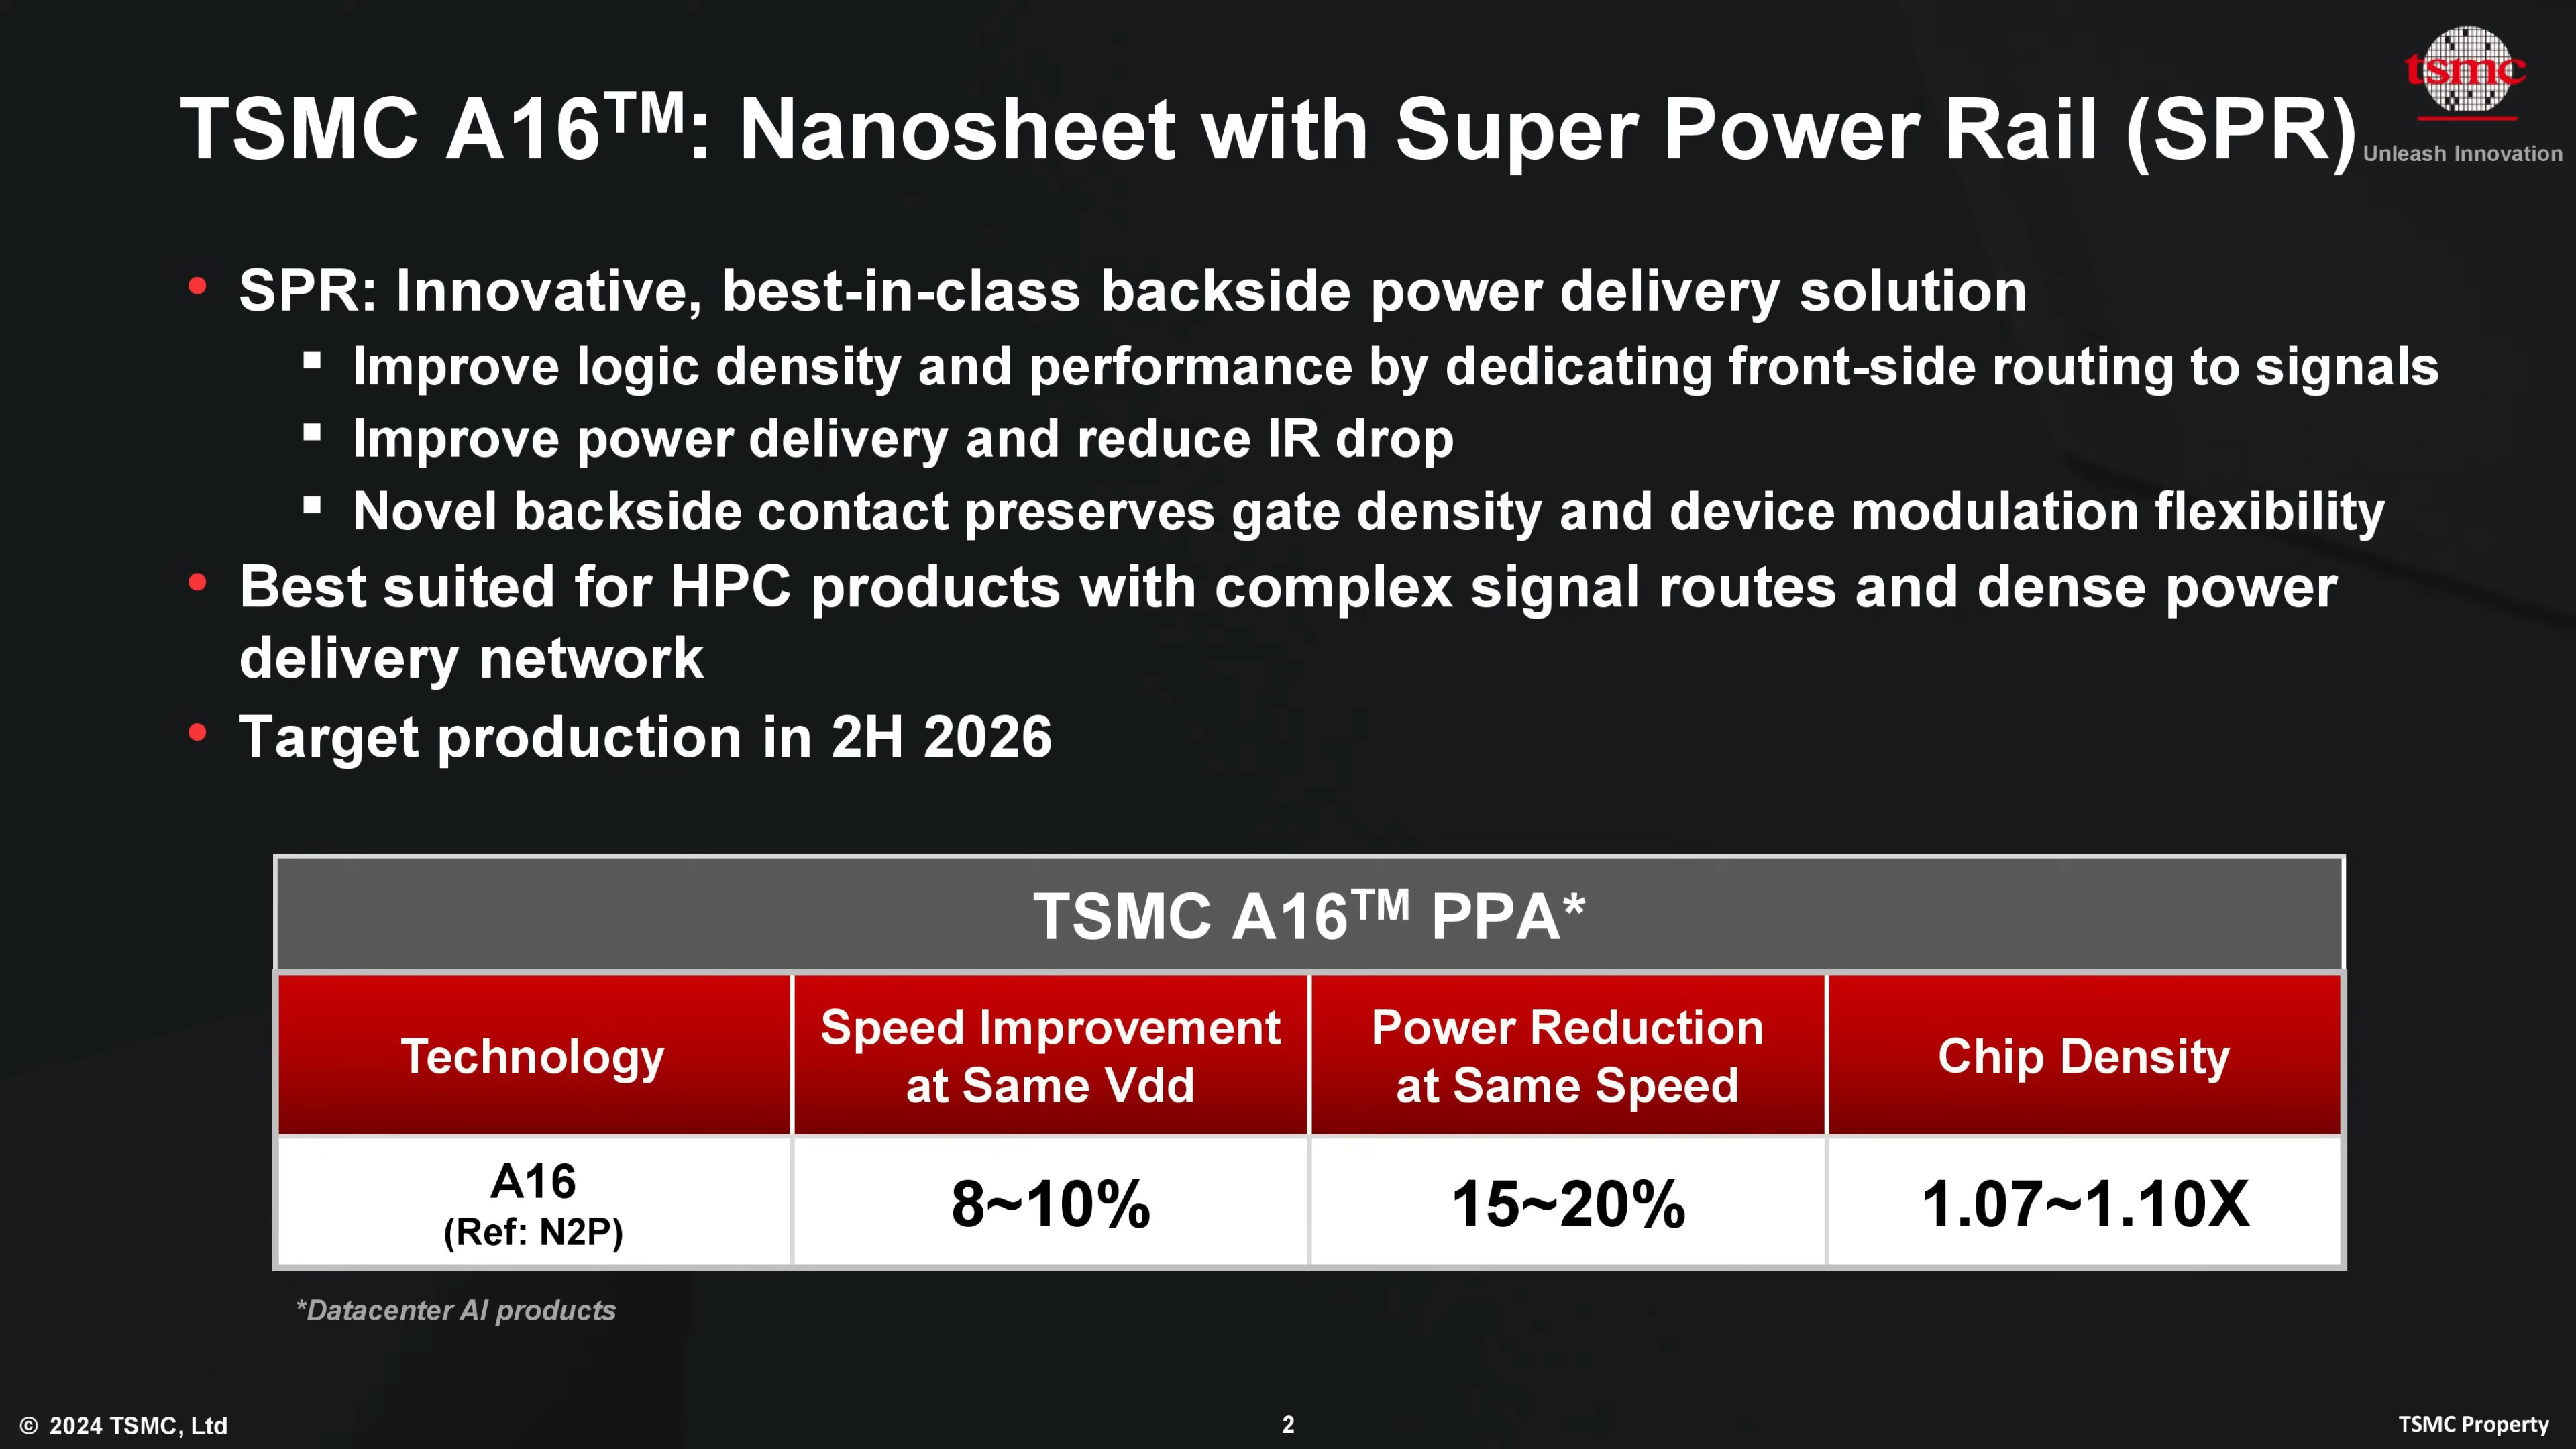 tsmc
TSMC A16™: Nanosheet with Super Power Rail (SPR)
Unleash Innovation
• SPR: Innovative, best-in-class backside power delivery solution
▪ Improve logic density and performance by dedicating front-side routing to signals
▪ Improve power delivery and reduce IR drop
▪ Novel backside contact preserves gate density and device modulation flexibility
• Best suited for HPC products with complex signal routes and dense power
delivery network
• Target production in 2H 2026
TSMC A16™ PPA*
Technology
Speed Improvement
at Same Vdd
Power Reduction
at Same Speed
Chip Density
A16
(Ref: N2P)
8~10%
15~20%
1.07~1.10X
*Datacenter AI products
© 2024 TSMC, Ltd
2
TSMC Property